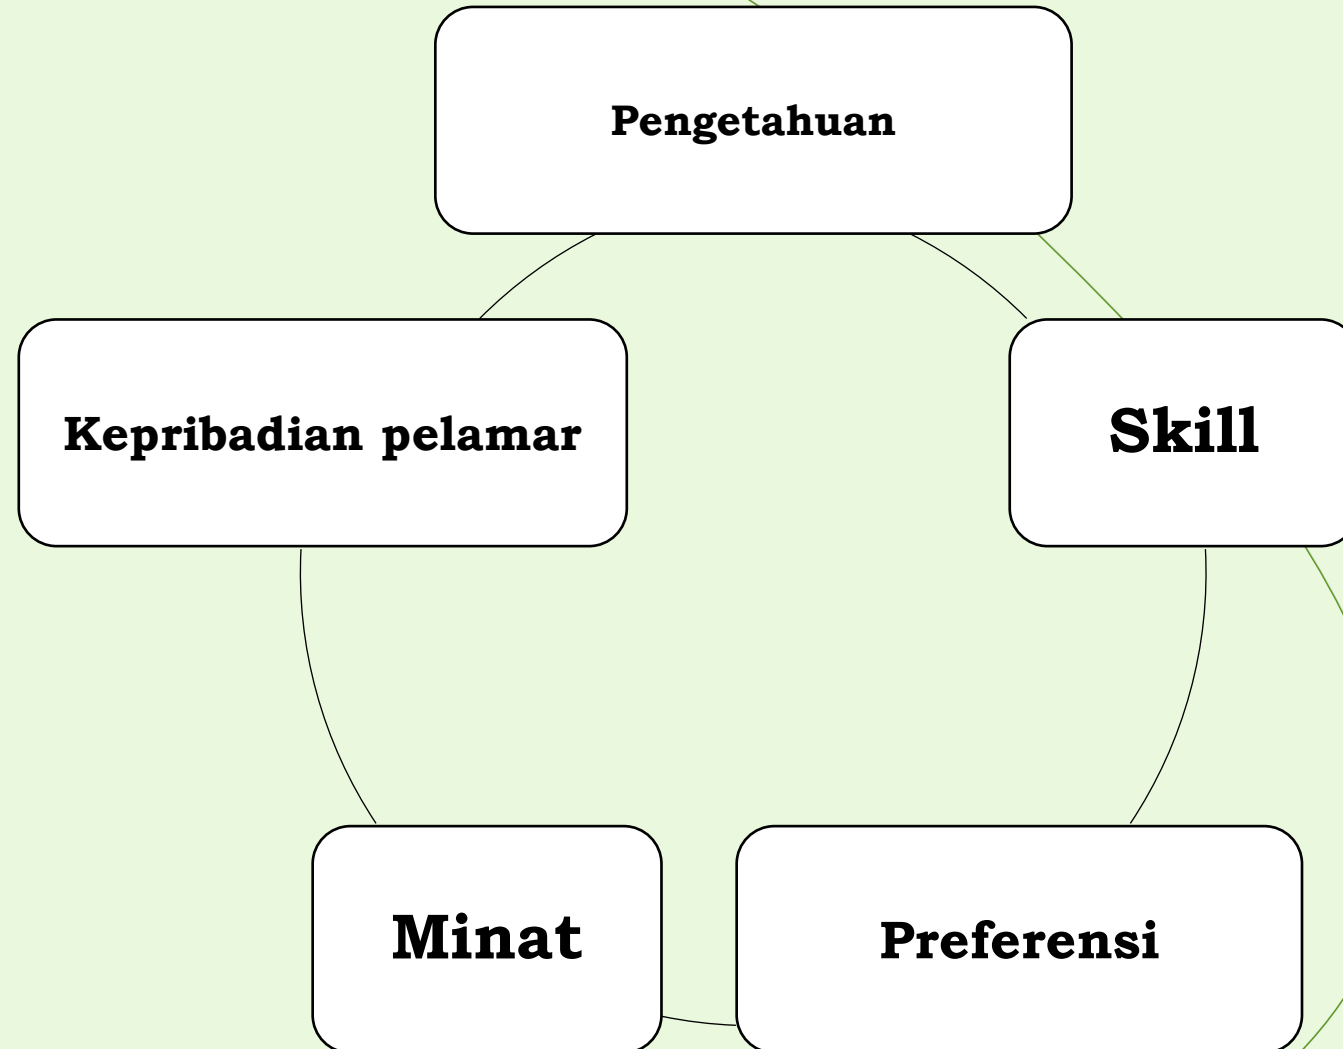 Pengetahuan
Kepribadian pelamar
Skill
Minat
Preferensi